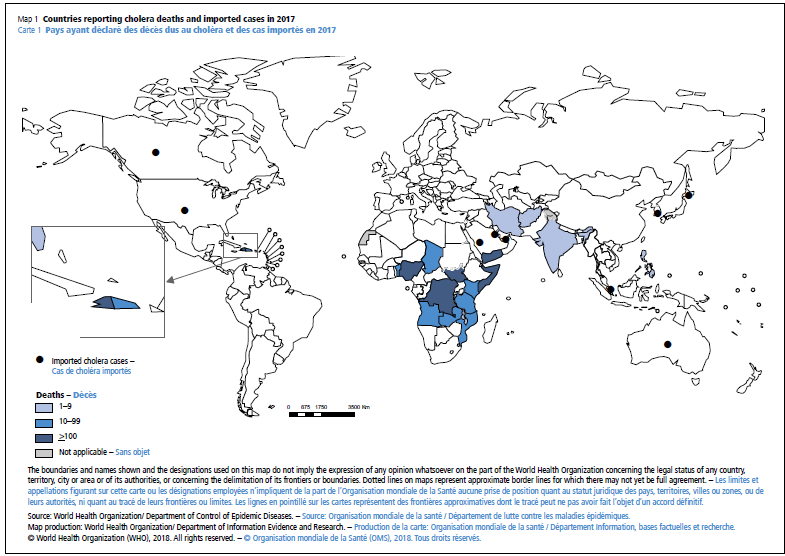 Map 1 Countries reporting cholera deaths and imported cases in 2017
Carte 1 Pays ayant déclaré des décès dus au choléra et des cas importés en 2017
Imported cholera cases –
Cas de choléra importés
Deaths – Décès
1–9
10–99
≥100
Not applicable – Sans objet
0 875 1750 3500 Km
The boundaries and names shown and the designations used on this map do not imply the expression of any opinion whatsoever on the part of the World Health Organization concerning the legal status of any country,
territory, city or area or of its authorities, or concerning the delimitation of its frontiers or boundaries. Dotted lines on maps represent approximate border lines for which there may not yet be full agreement. – Les limites et
appellations figurant sur cette carte ou les désignations employées n'impliquent de la part de l'Organisation mondiale de la Santé aucune prise de position quant au statut juridique des pays, territoires, villes ou zones, ou de
leurs autorités, ni quant au tracé de leurs frontières ou limites. Les lignes en pointillé sur les cartes représentent des frontières approximatives dont le tracé peut ne pas avoir fait l'objet d'un accord définitif.
Source: World Health Organization/ Department of Control of Epidemic Diseases. – Source: Organisation mondiale de la santé / Département de lutte contre les maladies épidémiques.
Map production: World Health Organization/ Department of Information Evidence and Research. – Production de la carte: Organisation mondiale de la santé / Département Information, bases factuelles et recherche.
© World Health Organization (WHO), 2018. All rights reserved. – © Organisation mondiale de la Santé (OMS), 2018. Tous droits réservés.